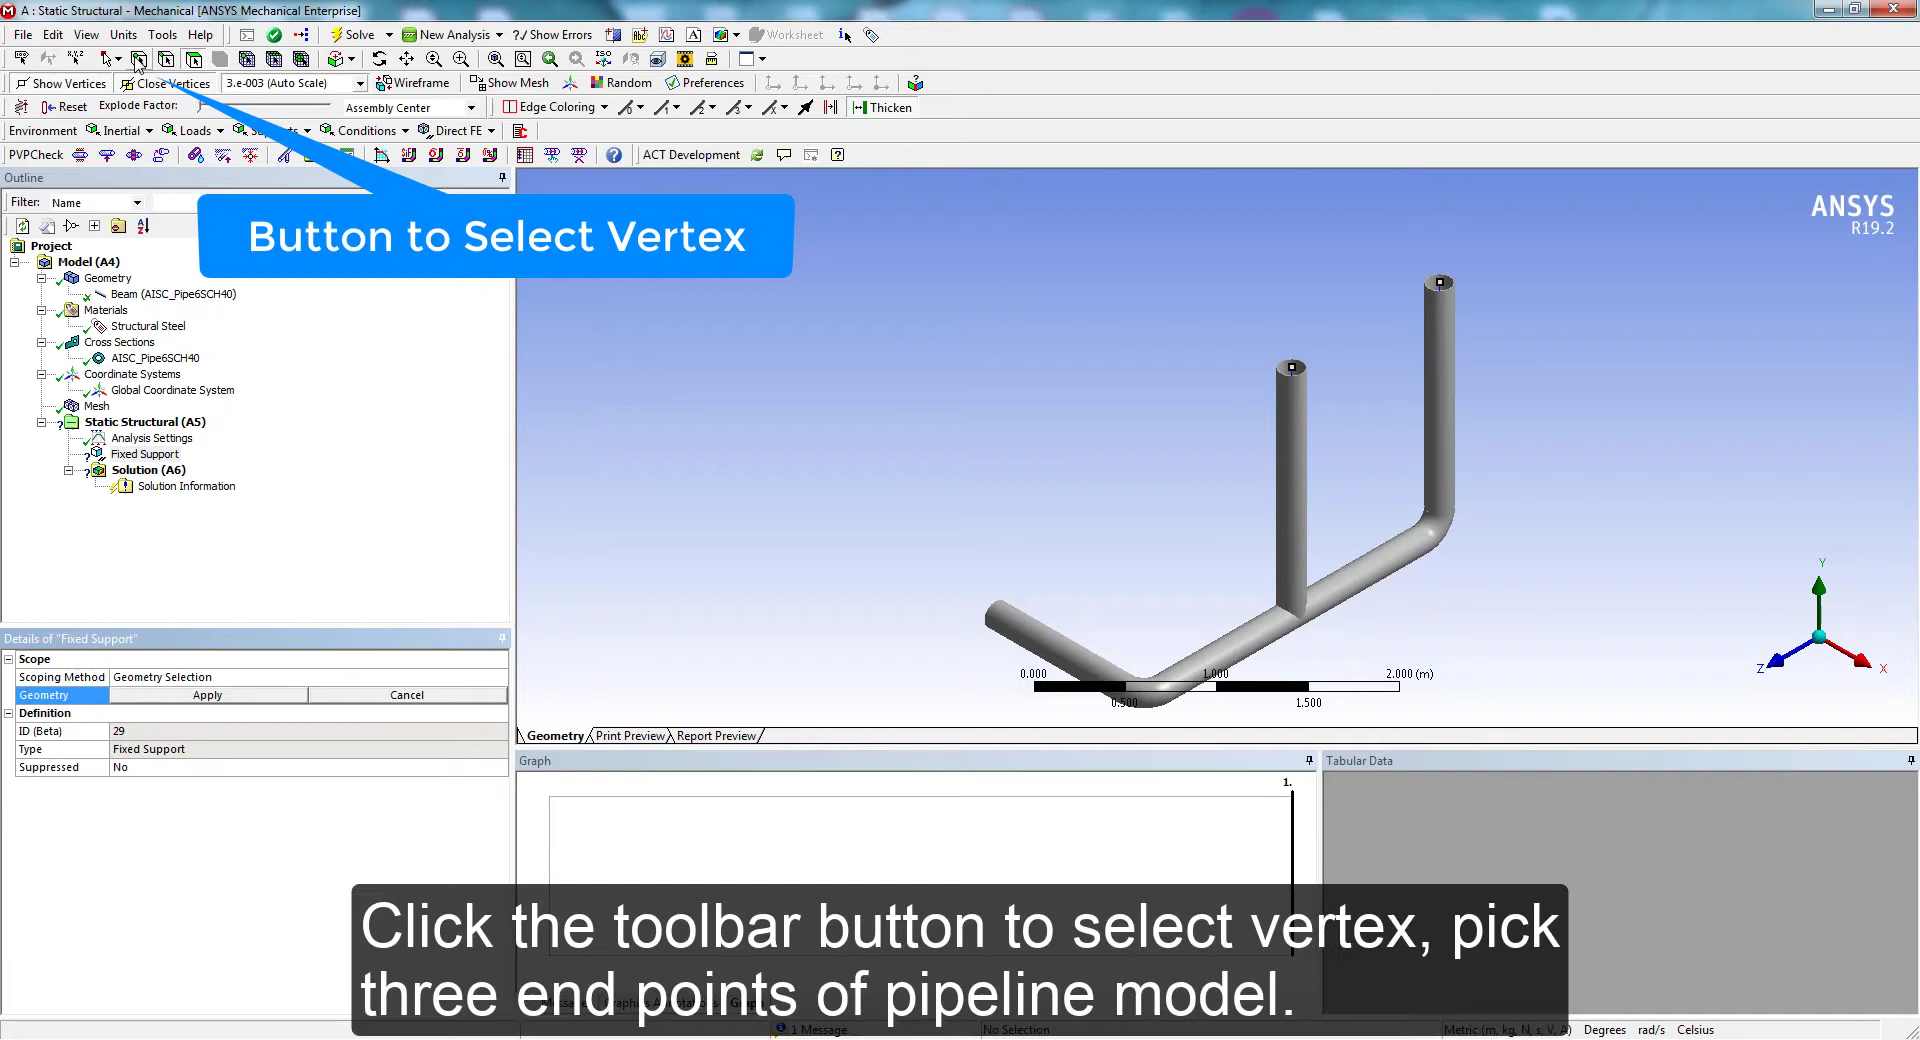 A : Static Structural - Mechanical [ANSYS Mechanical Enterprise]
File Edit View Units Tools Help Solve New Analysis ?/ Show Errors Worksheet
Show Vertices Close Vertices 3.e-003 (Auto Scale) Wireframe Show Mesh Random Preferences
Reset Explode Factor: Assembly Center Edge Coloring Thicken
Environment Inertial Loads Conditions Direct FE
PVPCheck ACT Development
Outline
Filter: Name
Button to Select Vertex
Project
Model (A4)
Geometry
Beam (AISC_Pipe6SCH40)
Materials
Structural Steel
Cross Sections
AISC_Pipe6SCH40
Coordinate Systems
Global Coordinate System
Mesh
Static Structural (A5)
Analysis Settings
Fixed Support
Solution (A6)
Solution Information
ANSYS
R19.2
Y
Z X
0.000 1.000 2.000 (m)
0.500 1.500
Details of "Fixed Support"
Scope
Scoping Method Geometry Selection
Geometry Apply Cancel
Definition
ID (Beta) 29
Type Fixed Support
Suppressed No
Geometry Print Preview Report Preview
Graph
Tabular Data
1.
Click the toolbar button to select vertex, pick
three end points of pipeline model.
1 Message No Selection Metric (m, kg, N, s, V, A) Degrees rad/s Celsius